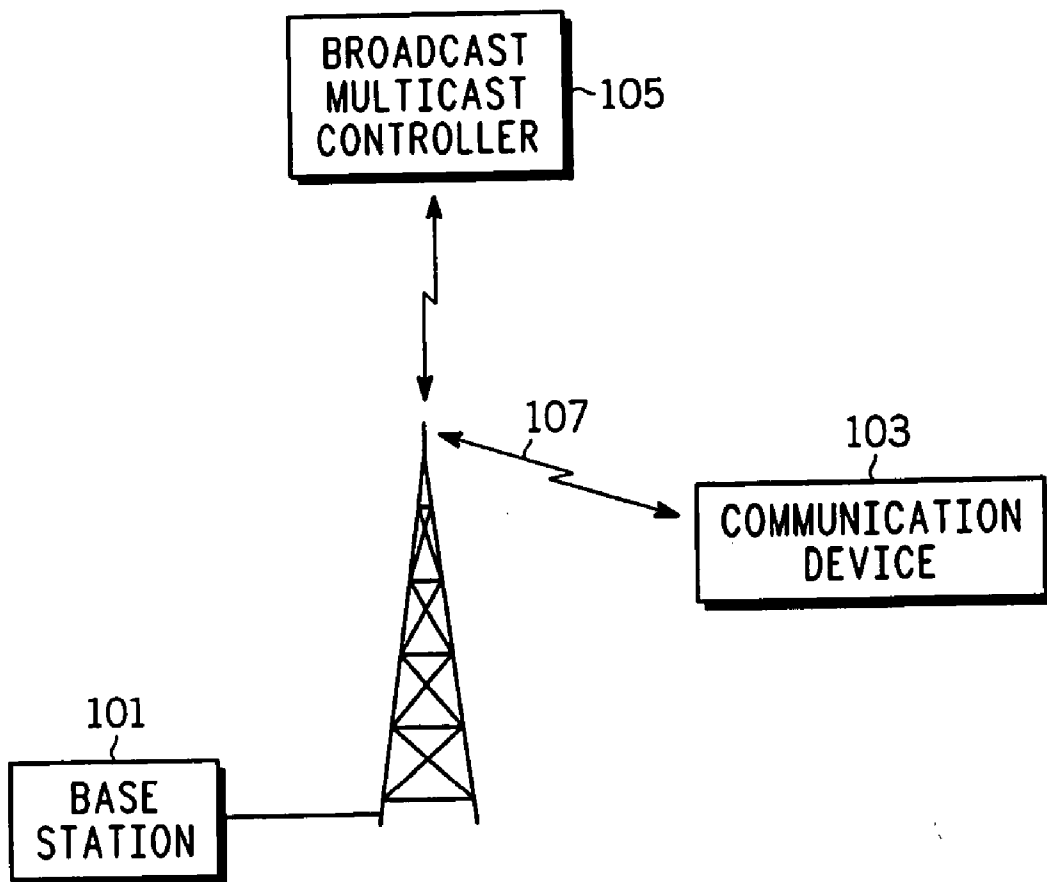 BROADCAST
MULTICAST
CONTROLLER
105
107
103
COMMUNICATION
DEVICE
101
BASE
STATION